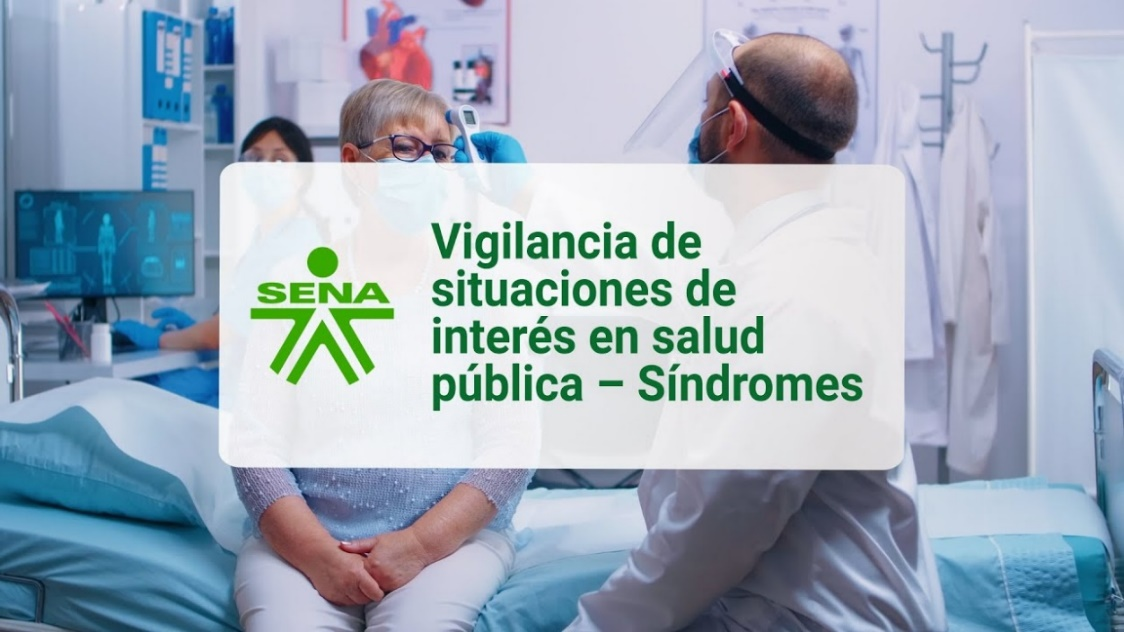 SENA
Vigilancia de
situaciones de
interés en salud
pública – Síndromes